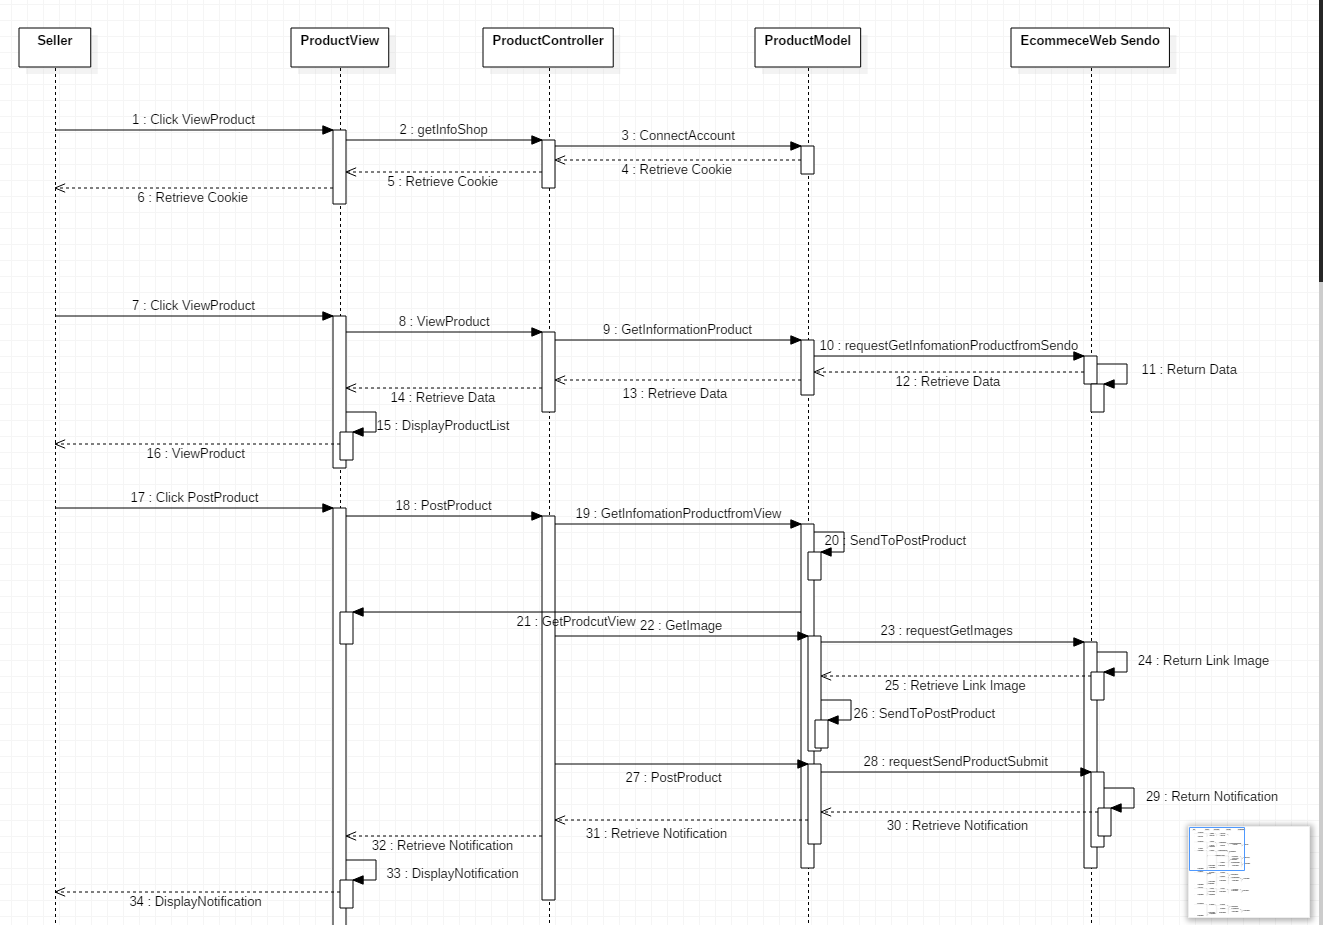 Seller
ProductView
ProductController
ProductModel
EcommeceWeb Sendo
1 : Click ViewProduct
2 : getInfoShop
3 : ConnectAccount
4 : Retrieve Cookie
5 : Retrieve Cookie
6 : Retrieve Cookie
7 : Click ViewProduct
8 : ViewProduct
9 : GetInformationProduct
10 : requestGetInfomationProductfromSendo
11 : Return Data
12 : Retrieve Data
13 : Retrieve Data
14 : Retrieve Data
15 : DisplayProductList
16 : ViewProduct
17 : Click PostProduct
18 : PostProduct
19 : GetInfomationProductfromView
20 : SendToPostProduct
21 : GetProdcutView
22 : GetImage
23 : requestGetImages
24 : Return Link Image
25 : Retrieve Link Image
26 : SendToPostProduct
27 : PostProduct
28 : requestSendProductSubmit
29 : Return Notification
30 : Retrieve Notification
31 : Retrieve Notification
32 : Retrieve Notification
33 : DisplayNotification
34 : DisplayNotification